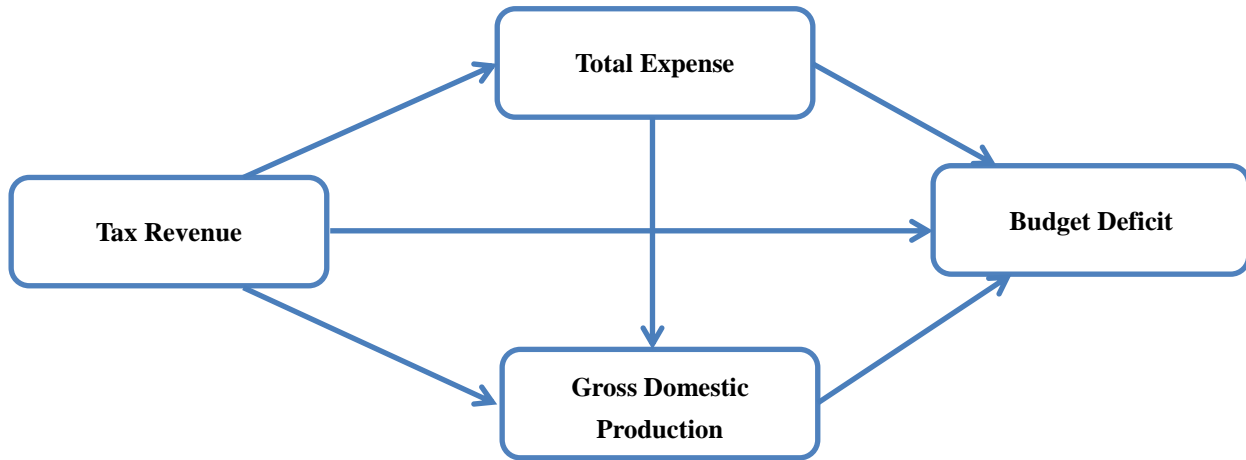 Total Expense
Tax Revenue
Budget Deficit
Gross Domestic
Production